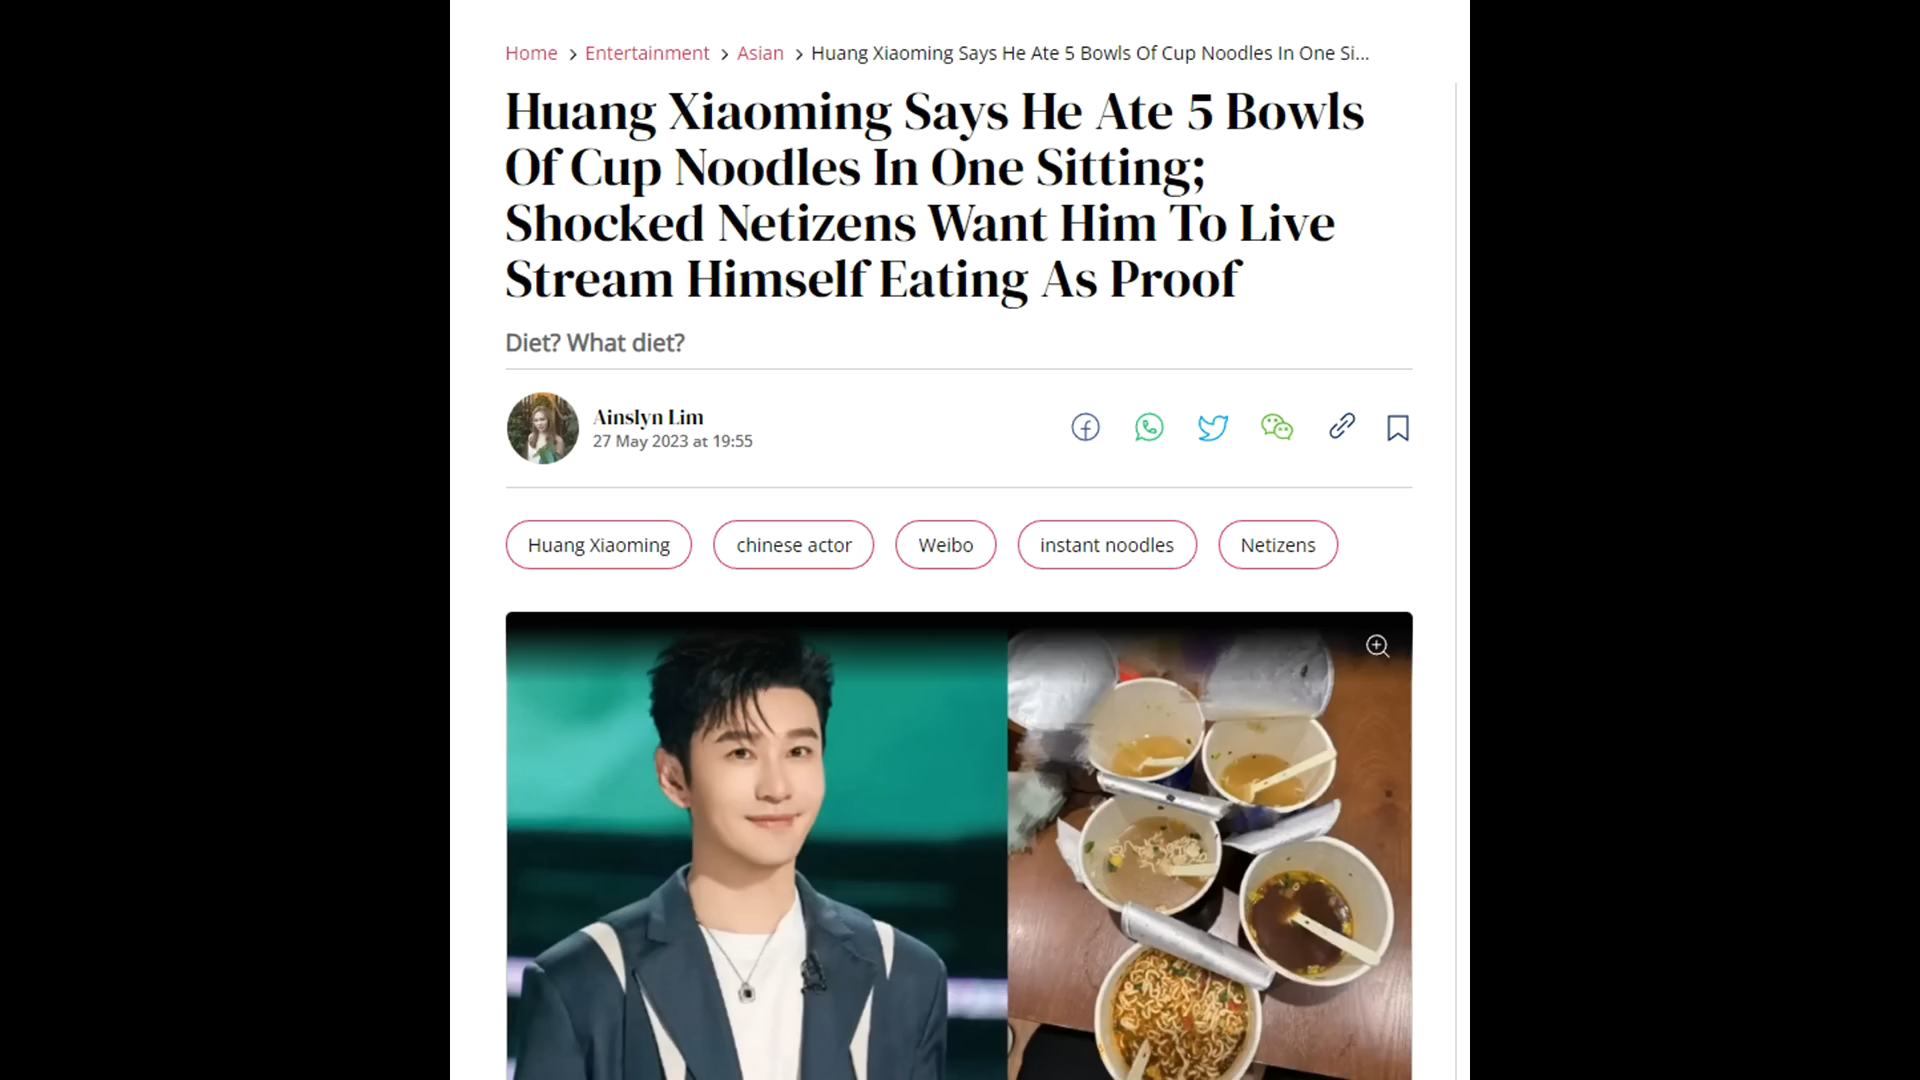 Home > Entertainment > Asian > Huang Xiaoming Says He Ate 5 Bowls Of Cup Noodles In One Si...
Huang Xiaoming Says He Ate 5 Bowls
Of Cup Noodles In One Sitting;
Shocked Netizens Want Him To Live
Stream Himself Eating As Proof
Diet? What diet?
Ainslyn Lim
27 May 2023 at 19:55
Huang Xiaoming
chinese actor
Weibo
instant noodles
Netizens